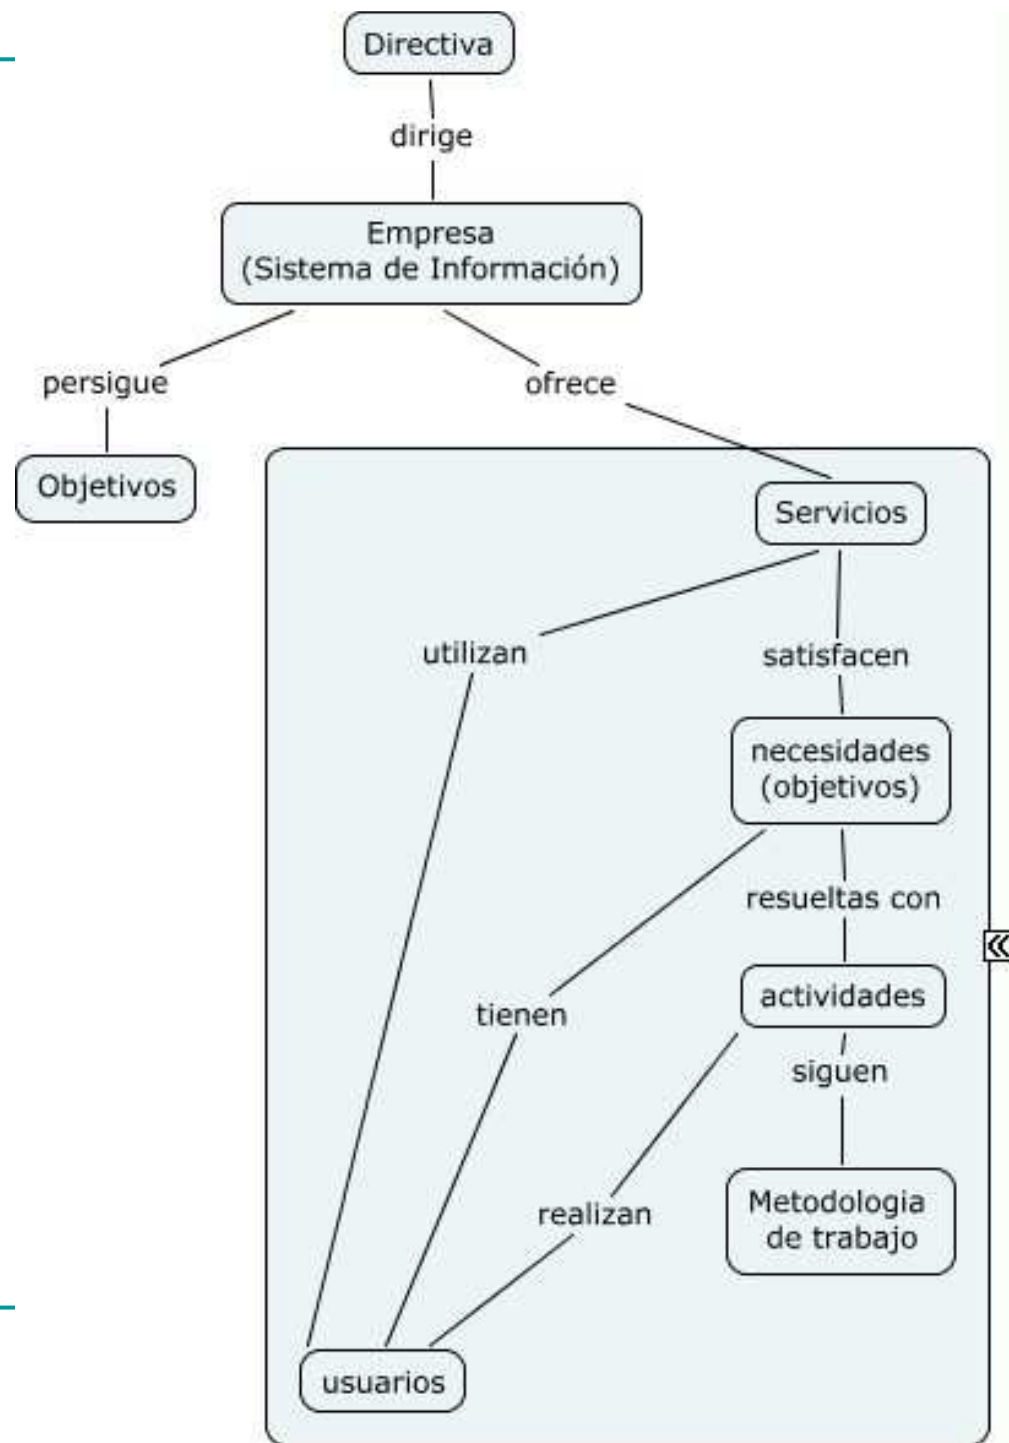 Directiva
dirige
Empresa
(Sistema de Información)
persigue
ofrece
Objetivos
Servicios
utilizan
satisfacen
necesidades
(objetivos)
resueltas con
actividades
tienen
siguen
realizan
Metodologia
de trabajo
usuarios